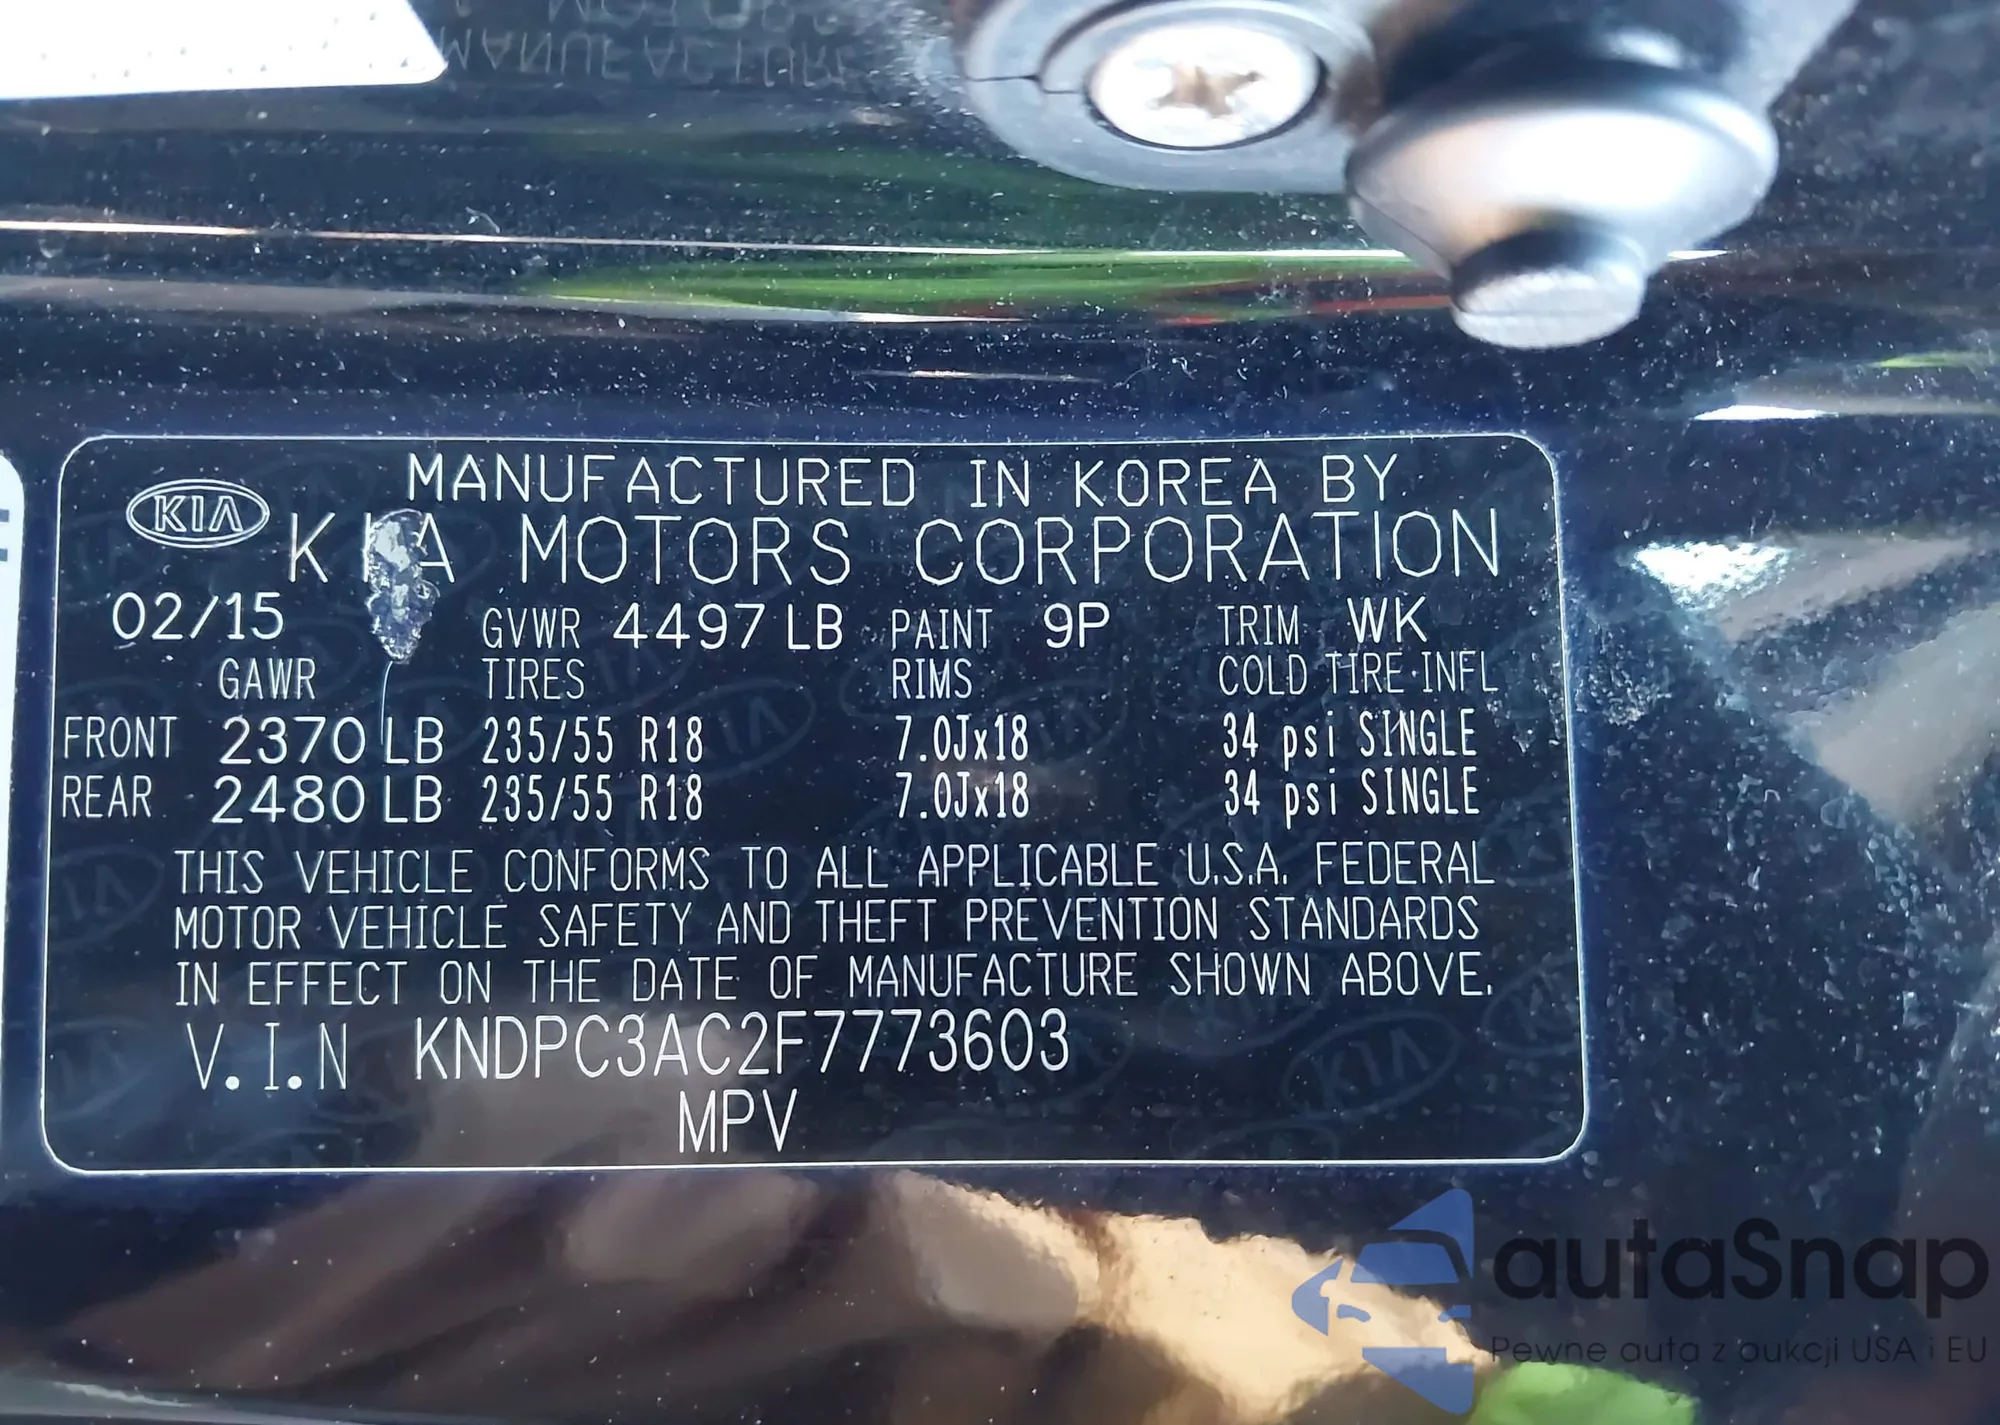 MANUFACTURE
MANUFACTURED IN KOREA BY
KIA
KIA MOTORS CORPORATION
02/15 GVWR 4497 LB PAINT 9P TRIM WK
GAWR TIRES RIMS COLD TIRE INFL
FRONT 2370 LB 235/55 R18 7.0Jx18 34 psi SINGLE
REAR 2480 LB 235/55 R18 7.0Jx18 34 psi SINGLE
THIS VEHICLE CONFORMS TO ALL APPLICABLE U.S.A. FEDERAL
MOTOR VEHICLE SAFETY AND THEFT PREVENTION STANDARDS
IN EFFECT ON THE DATE OF MANUFACTURE SHOWN ABOVE.
V.I.N KNDPC3AC2F7773603
MPV
autaSnap
Pewne auta z aukcji USA i EU